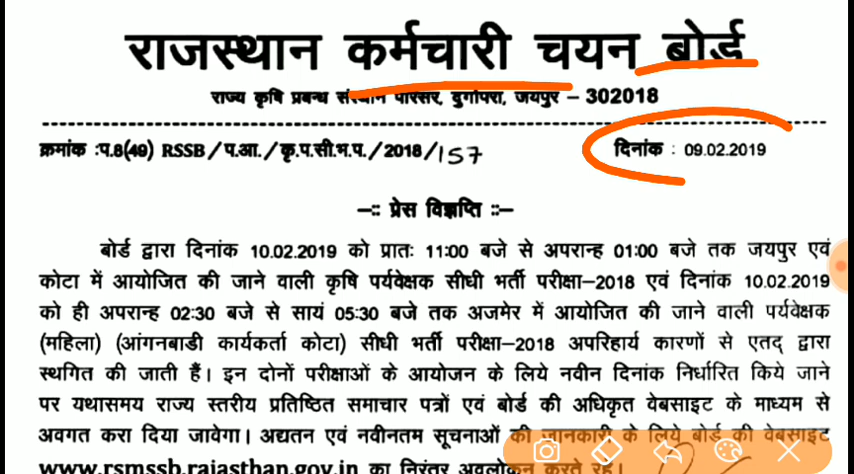 राजस्थान कर्मचारी चयन बोर्ड
राज्य कृषि प्रबन्ध संस्थान परिसर, दुर्गापुरा, जयपुर – 302018
क्रमांक :प.8(49) RSSB/प.आ./कृ.प.सी.भ.प./2018/157
दिनांक : 09.02.2019
–:: प्रेस विज्ञप्ति ::–
बोर्ड द्वारा दिनांक 10.02.2019 को प्रातः 11:00 बजे से अपरान्ह 01:00 बजे तक जयपुर एवं
कोटा में आयोजित की जाने वाली कृषि पर्यवेक्षक सीधी भर्ती परीक्षा–2018 एवं दिनांक 10.02.2019
को ही अपरान्ह 02:30 बजे से सायं 05:30 बजे तक अजमेर में आयोजित की जाने वाली पर्यवेक्षक
(महिला) (आंगनबाडी कार्यकर्ता कोटा) सीधी भर्ती परीक्षा–2018 अपरिहार्य कारणों से एतद् द्वारा
स्थगित की जाती हैं। इन दोनों परीक्षाओं के आयोजन के लिये नवीन दिनांक निर्धारित किये जाने
पर यथासमय राज्य स्तरीय प्रतिष्ठित समाचार पत्रों एवं बोर्ड की अधिकृत वेबसाइट के माध्यम से
अवगत करा दिया जावेगा। अद्यतन एवं नवीनतम सूचनाओं की जानकारी के लिये बोर्ड की वेबसाइट
www.rsmssb.rajasthan.gov.in का निरंतर अवलोकन करते रहें।